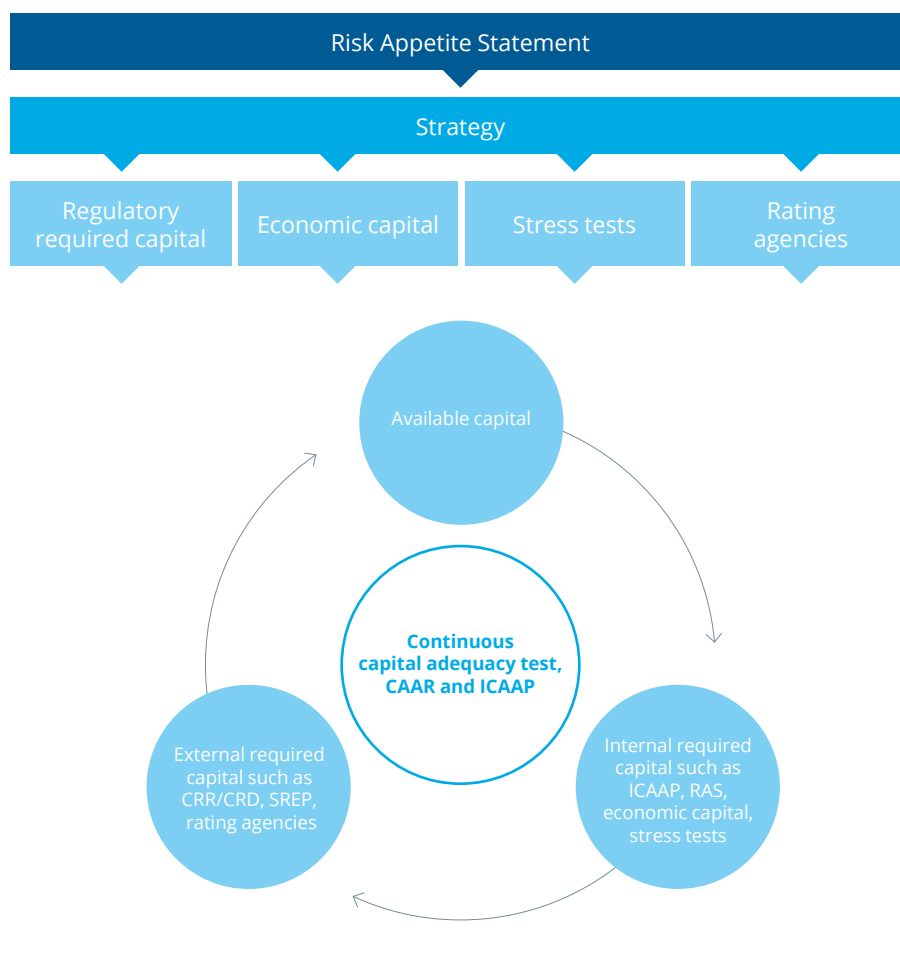 Risk Appetite Statement
Strategy
Regulatory
required capital
Economic capital
Stress tests
Rating
agencies
Available capital
Continuous
capital adequacy test,
CAAR and ICAAP
External required
capital such as
CRR/CRD, SREP,
rating agencies
Internal required
capital such as
ICAAP, RAS,
economic capital,
stress tests